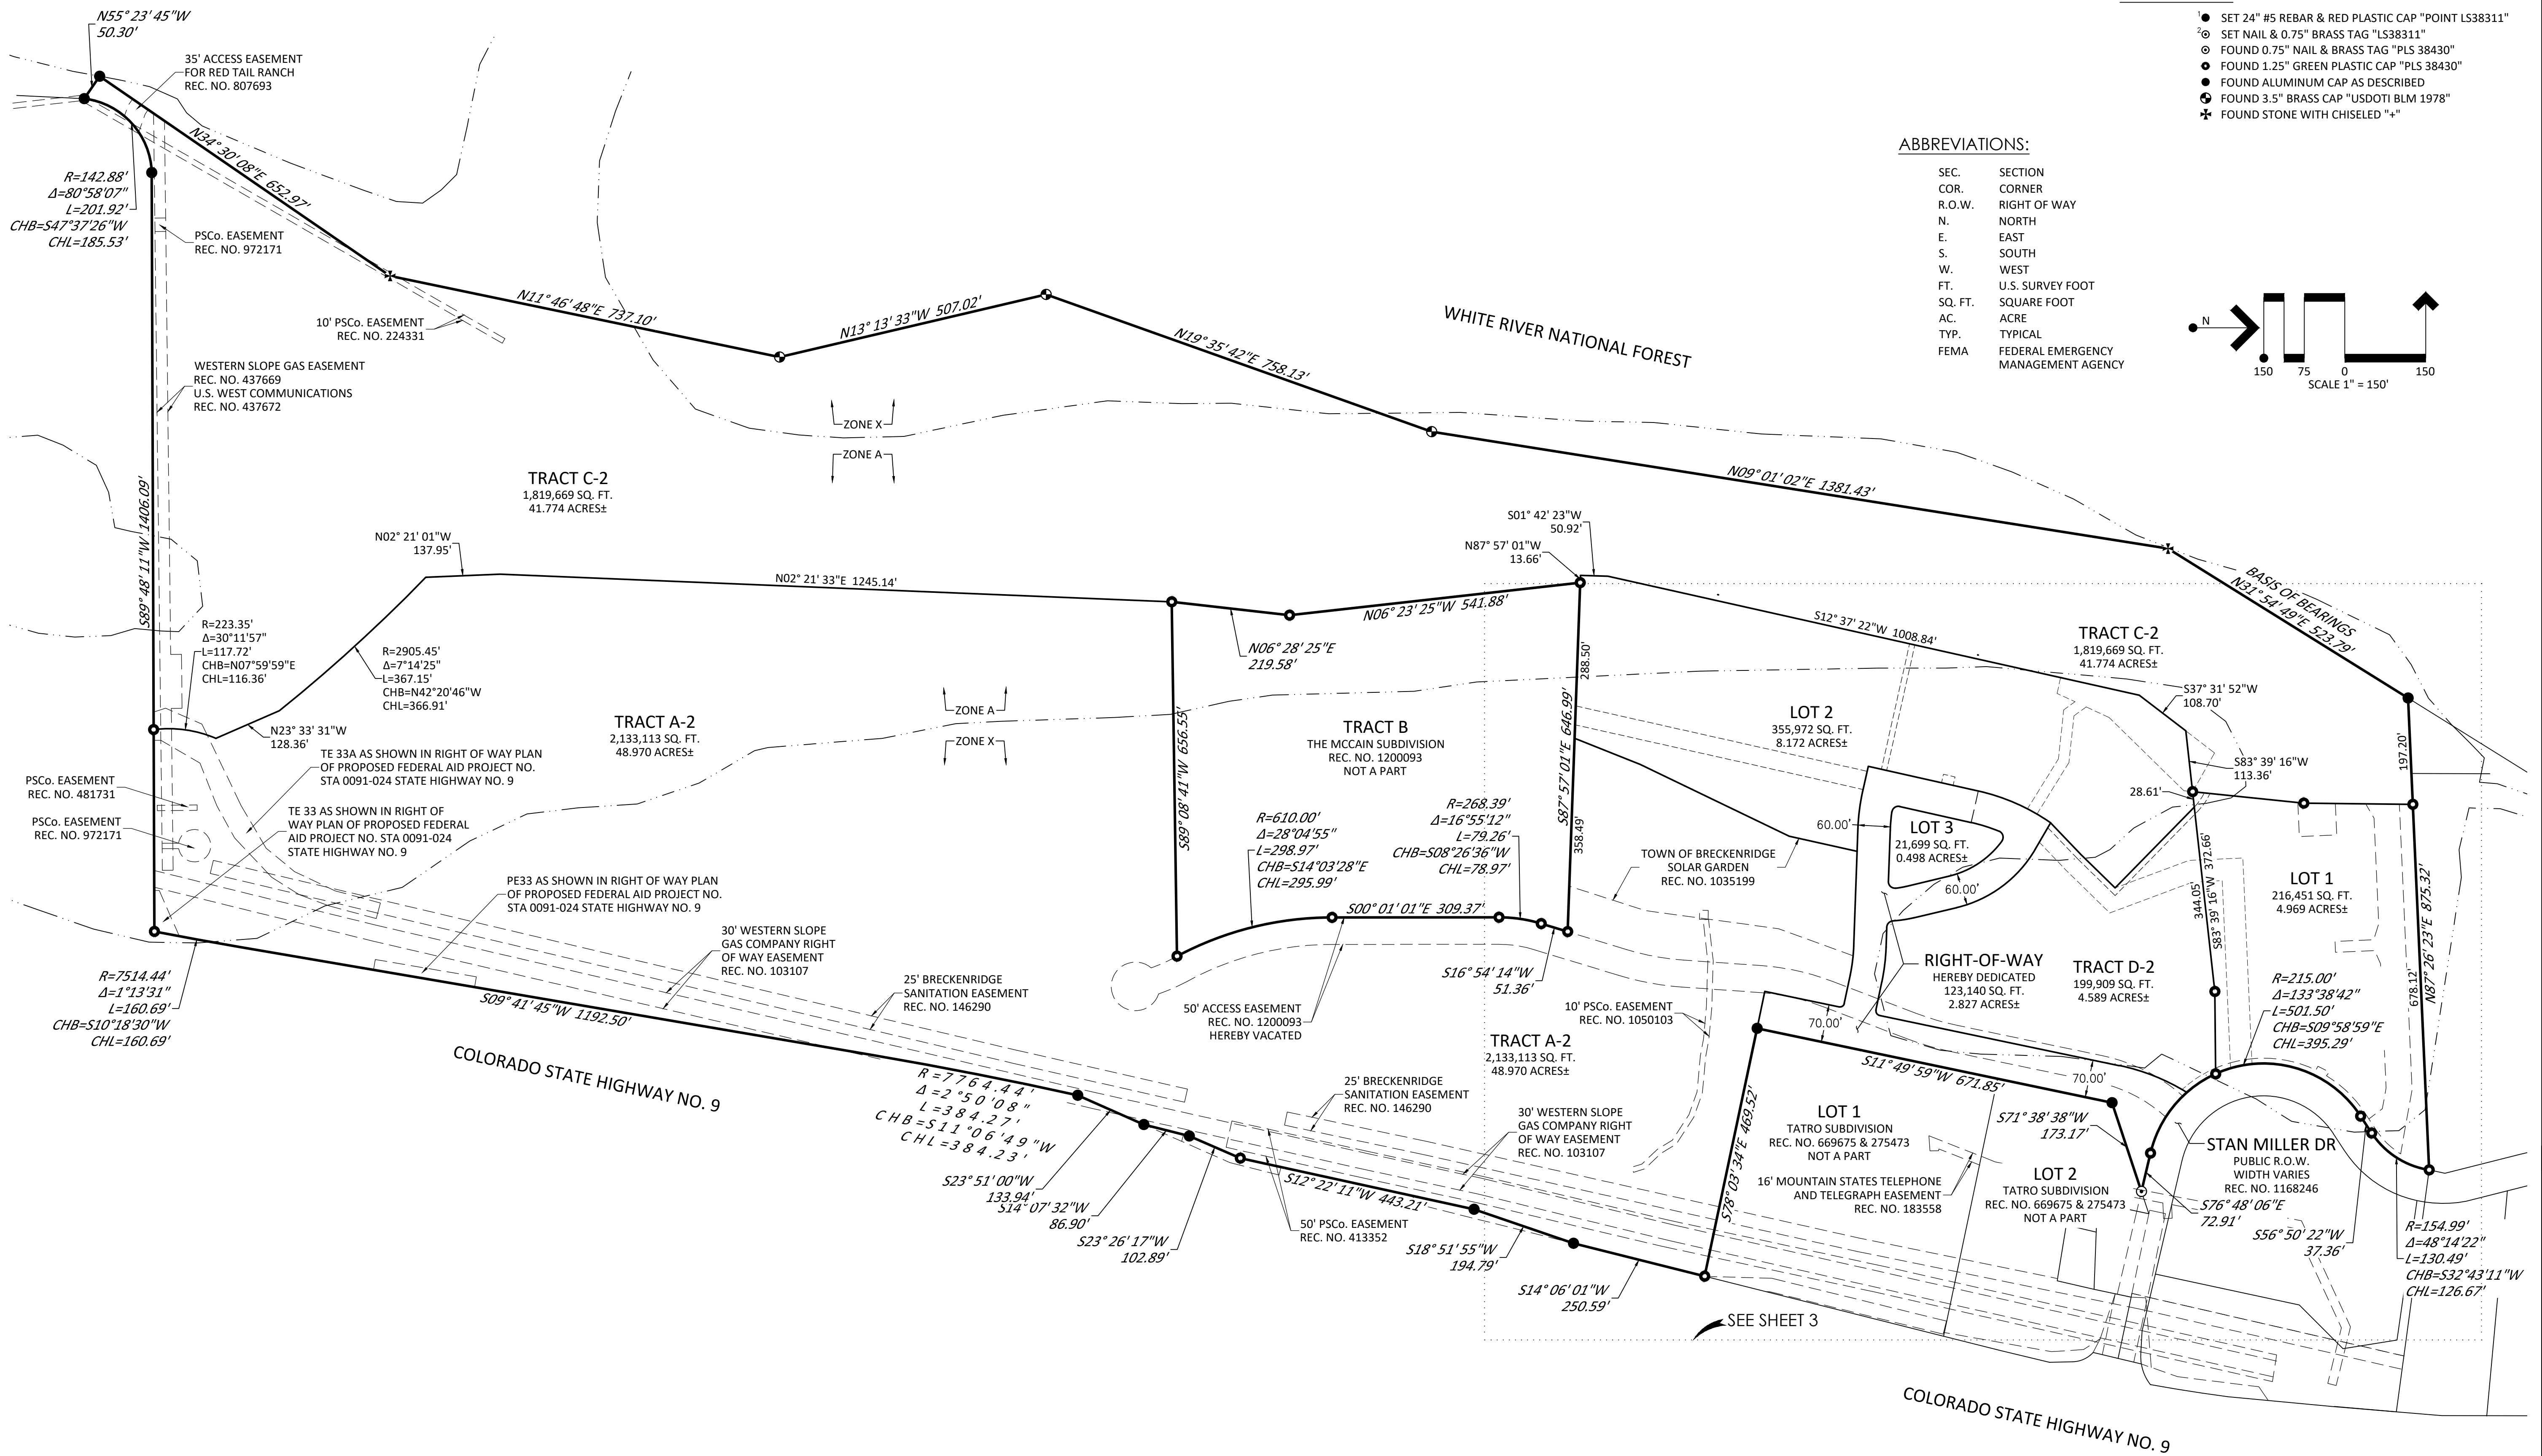 N55° 23' 45"W
50.30'
35' ACCESS EASEMENT
FOR RED TAIL RANCH
REC. NO. 807693
N34° 30' 08"E 652.97'
R=142.88'
Δ=80°58'07"
L=201.92'
CHB=S47°37'26"W
CHL=185.53'
PSCo. EASEMENT
REC. NO. 972171
10' PSCo. EASEMENT
REC. NO. 224331
N11° 46' 48"E 737.10'
N13° 13' 33"W 507.02'
N19° 35' 42"E 758.13'
WHITE RIVER NATIONAL FOREST
1 SET 24" #5 REBAR & RED PLASTIC CAP "POINT LS38311"
2 SET NAIL & 0.75" BRASS TAG "LS38311"
FOUND 0.75" NAIL & BRASS TAG "PLS 38430"
FOUND 1.25" GREEN PLASTIC CAP "PLS 38430"
FOUND ALUMINUM CAP AS DESCRIBED
FOUND 3.5" BRASS CAP "USDOTI BLM 1978"
FOUND STONE WITH CHISELED "+"
ABBREVIATIONS:
SEC. SECTION
COR. CORNER
R.O.W. RIGHT OF WAY
N. NORTH
E. EAST
S. SOUTH
W. WEST
FT. U.S. SURVEY FOOT
SQ. FT. SQUARE FOOT
AC. ACRE
TYP. TYPICAL
FEMA FEDERAL EMERGENCY
MANAGEMENT AGENCY
N
150 75 0 150
SCALE 1" = 150'
WESTERN SLOPE GAS EASEMENT
REC. NO. 437669
U.S. WEST COMMUNICATIONS
REC. NO. 437672
ZONE X
ZONE A
TRACT C-2
1,819,669 SQ. FT.
41.774 ACRES±
S89° 48' 11"W 1406.09'
N02° 21' 01"W
137.95'
N02° 21' 33"E 1245.14'
S01° 42' 23"W
50.92'
N87° 57' 01"W
13.66'
N09° 01' 02"E 1381.43'
BASIS OF BEARINGS
N31° 54' 49"E 523.79'
R=223.35'
Δ=30°11'57"
L=117.72'
CHB=N07°59'59"E
CHL=116.36'
R=2905.45'
Δ=7°14'25"
L=367.15'
CHB=N42°20'46"W
CHL=366.91'
N23° 33' 31"W
128.36'
N06° 28' 25"E
219.58'
N06° 23' 25"W 541.88'
288.50'
S87° 57' 01"E 646.99'
358.49'
S12° 37' 22"W 1008.84'
TRACT C-2
1,819,669 SQ. FT.
41.774 ACRES±
S37° 31' 52"W
108.70'
S83° 39' 16"W
113.36'
28.61'
197.20'
TRACT A-2
2,133,113 SQ. FT.
48.970 ACRES±
ZONE A
ZONE X
S89° 08' 41"W 656.55'
TRACT B
THE MCCAIN SUBDIVISION
REC. NO. 1200093
NOT A PART
LOT 2
355,972 SQ. FT.
8.172 ACRES±
TE 33A AS SHOWN IN RIGHT OF WAY PLAN
OF PROPOSED FEDERAL AID PROJECT NO.
STA 0091-024 STATE HIGHWAY NO. 9
PSCo. EASEMENT
REC. NO. 481731
PSCo. EASEMENT
REC. NO. 972171
TE 33 AS SHOWN IN RIGHT OF
WAY PLAN OF PROPOSED FEDERAL
AID PROJECT NO. STA 0091-024
STATE HIGHWAY NO. 9
PE33 AS SHOWN IN RIGHT OF WAY PLAN
OF PROPOSED FEDERAL AID PROJECT NO.
STA 0091-024 STATE HIGHWAY NO. 9
R=610.00'
Δ=28°04'55"
L=298.97'
CHB=S14°03'28"E
CHL=295.99'
R=268.39'
Δ=16°55'12"
L=79.26'
CHB=S08°26'36"W
CHL=78.97'
S00° 01' 01"E 309.37'
TOWN OF BRECKENRIDGE
SOLAR GARDEN
REC. NO. 1035199
60.00'
LOT 3
21,699 SQ. FT.
0.498 ACRES±
60.00'
344.05'
S83° 39' 16"W 372.66'
LOT 1
216,451 SQ. FT.
4.969 ACRES±
N87° 26' 23"E 875.32'
678.12'
R=7514.44'
Δ=1°13'31"
L=160.69'
CHB=S10°18'30"W
CHL=160.69'
S09° 41' 45"W 1192.50'
30' WESTERN SLOPE
GAS COMPANY RIGHT
OF WAY EASEMENT
REC. NO. 103107
25' BRECKENRIDGE
SANITATION EASEMENT
REC. NO. 146290
50' ACCESS EASEMENT
REC. NO. 1200093
HEREBY VACATED
S16° 54' 14"W
51.36'
10' PSCo. EASEMENT
REC. NO. 1050103
RIGHT-OF-WAY
HEREBY DEDICATED
123,140 SQ. FT.
2.827 ACRES±
TRACT D-2
199,909 SQ. FT.
4.589 ACRES±
R=215.00'
Δ=133°38'42"
L=501.50'
CHB=S09°58'59"E
CHL=395.29'
TRACT A-2
2,133,113 SQ. FT.
48.970 ACRES±
70.00'
S11° 49' 59"W 671.85'
70.00'
COLORADO STATE HIGHWAY NO. 9
R=7764.44'
Δ=2°50'08"
L=384.27'
CHB=S11°06'49"W
CHL=384.23'
25' BRECKENRIDGE
SANITATION EASEMENT
REC. NO. 146290
30' WESTERN SLOPE
GAS COMPANY RIGHT
OF WAY EASEMENT
REC. NO. 103107
S78° 03' 34"E 469.52'
LOT 1
TATRO SUBDIVISION
REC. NO. 669675 & 275473
NOT A PART
S71° 38' 38"W
173.17'
STAN MILLER DR
PUBLIC R.O.W.
WIDTH VARIES
REC. NO. 1168246
16' MOUNTAIN STATES TELEPHONE
AND TELEGRAPH EASEMENT
REC. NO. 183558
LOT 2
TATRO SUBDIVISION
REC. NO. 669675 & 275473
NOT A PART
S76° 48' 06"E
72.91'
S56° 50' 22"W
37.36'
R=154.99'
Δ=48°14'22"
L=130.49'
CHB=S32°43'11"W
CHL=126.67'
S23° 51' 00"W
133.94'
S14° 07' 32"W
86.90'
S23° 26' 17"W
102.89'
S12° 22' 11"W 443.21'
50' PSCo. EASEMENT
REC. NO. 413352
S18° 51' 55"W
194.79'
S14° 06' 01"W
250.59'
SEE SHEET 3
COLORADO STATE HIGHWAY NO. 9